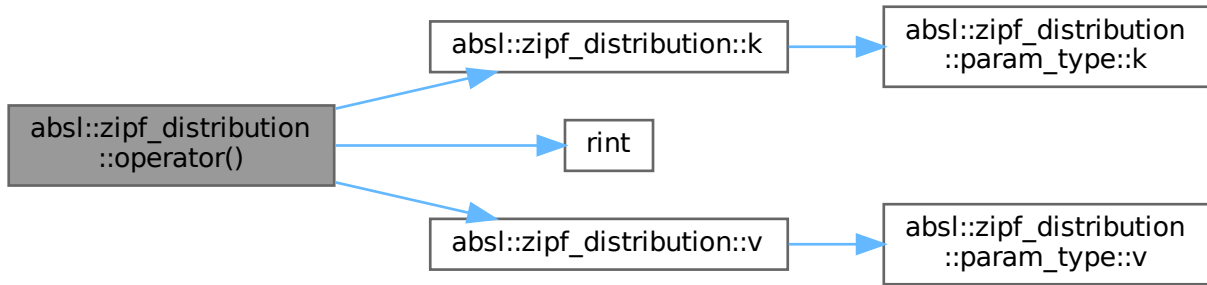 absl::zipf_distribution
::operator()
absl::zipf_distribution::k
absl::zipf_distribution
::param_type::k
rint
absl::zipf_distribution::v
absl::zipf_distribution
::param_type::v